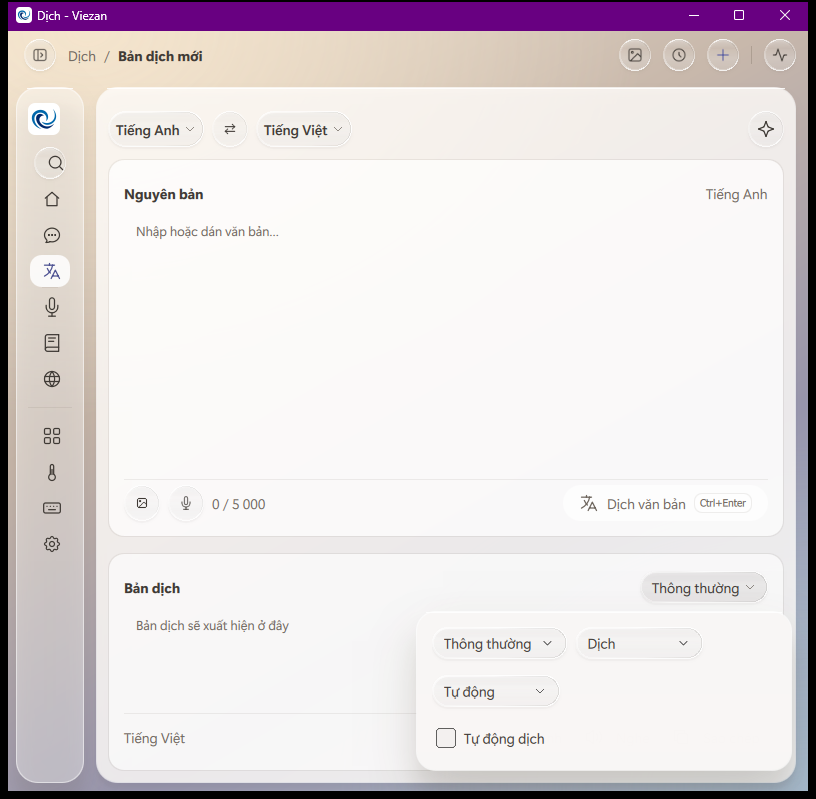 Dịch - Viezan
Dịch / Bản dịch mới
Tiếng Anh
Tiếng Việt
Nguyên bản
Tiếng Anh
Nhập hoặc dán văn bản...
0 / 5 000
Dịch văn bản
Ctrl+Enter
Bản dịch
Thông thường
Bản dịch sẽ xuất hiện ở đây
Thông thường
Dịch
Tự động
Tiếng Việt
Tự động dịch